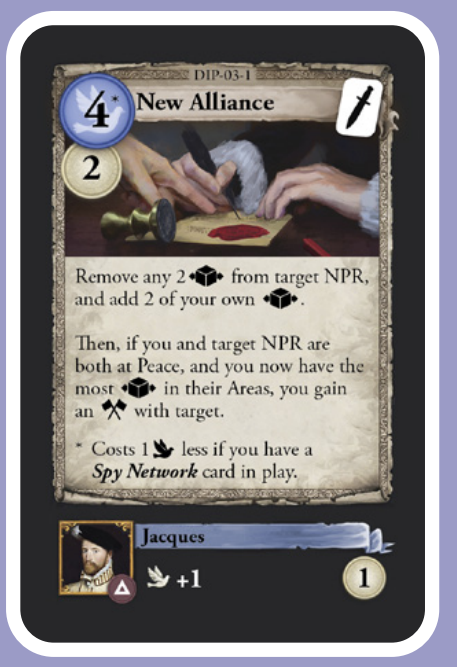 DIP-03-1
4* New Alliance
2
Remove any 2 from target NPR,
and add 2 of your own .
Then, if you and target NPR are
both at Peace, and you now have the
most in their Areas, you gain
an with target.
* Costs 1 less if you have a
Spy Network card in play.
Jacques
+1
1